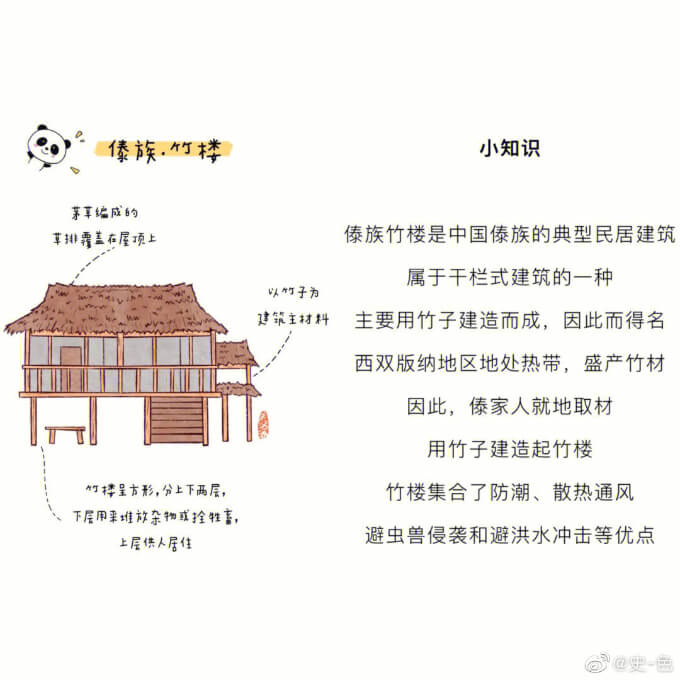 傣族·竹楼
茅草编成的
草排覆盖在屋顶上
以竹子为
建筑主材料
竹楼呈方形,分上下两层,
下层用来堆放杂物或拴牲畜,
上层供人居住
小知识
傣族竹楼是中国傣族的典型民居建筑
属于干栏式建筑的一种
主要用竹子建造而成，因此而得名
西双版纳地区地处热带，盛产竹材
因此，傣家人就地取材
用竹子建造起竹楼
竹楼集合了防潮、散热通风
避虫兽侵袭和避洪水冲击等优点
@史-色